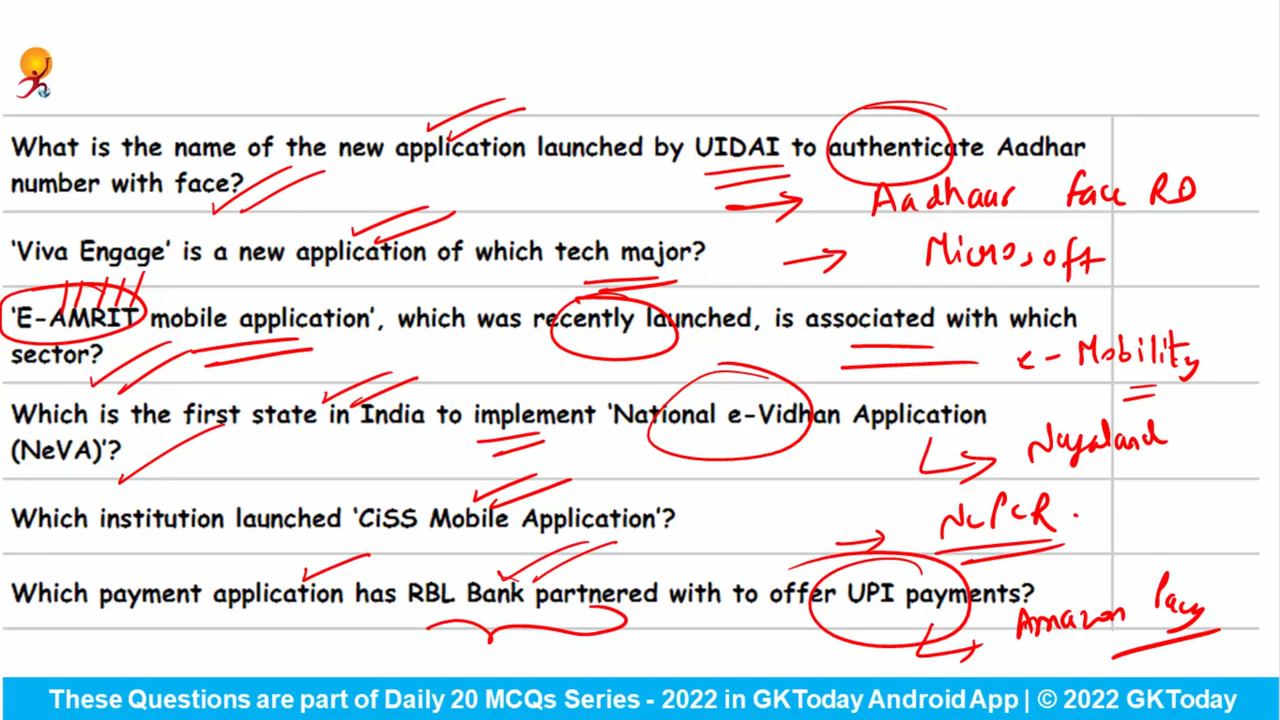 What is the name of the new application launched by UIDAI to authenticate Aadhar
number with face?
Aadhaar Face RD
'Viva Engage' is a new application of which tech major?
Microsoft
'E-AMRIT mobile application', which was recently launched, is associated with which
sector?
e-Mobility
Which is the first state in India to implement 'National e-Vidhan Application
(NeVA)'?
Nagaland
Which institution launched 'CiSS Mobile Application'?
NCPCR.
Which payment application has RBL Bank partnered with to offer UPI payments?
Amazon Pay
These Questions are part of Daily 20 MCQs Series - 2022 in GKToday Android App | © 2022 GKToday